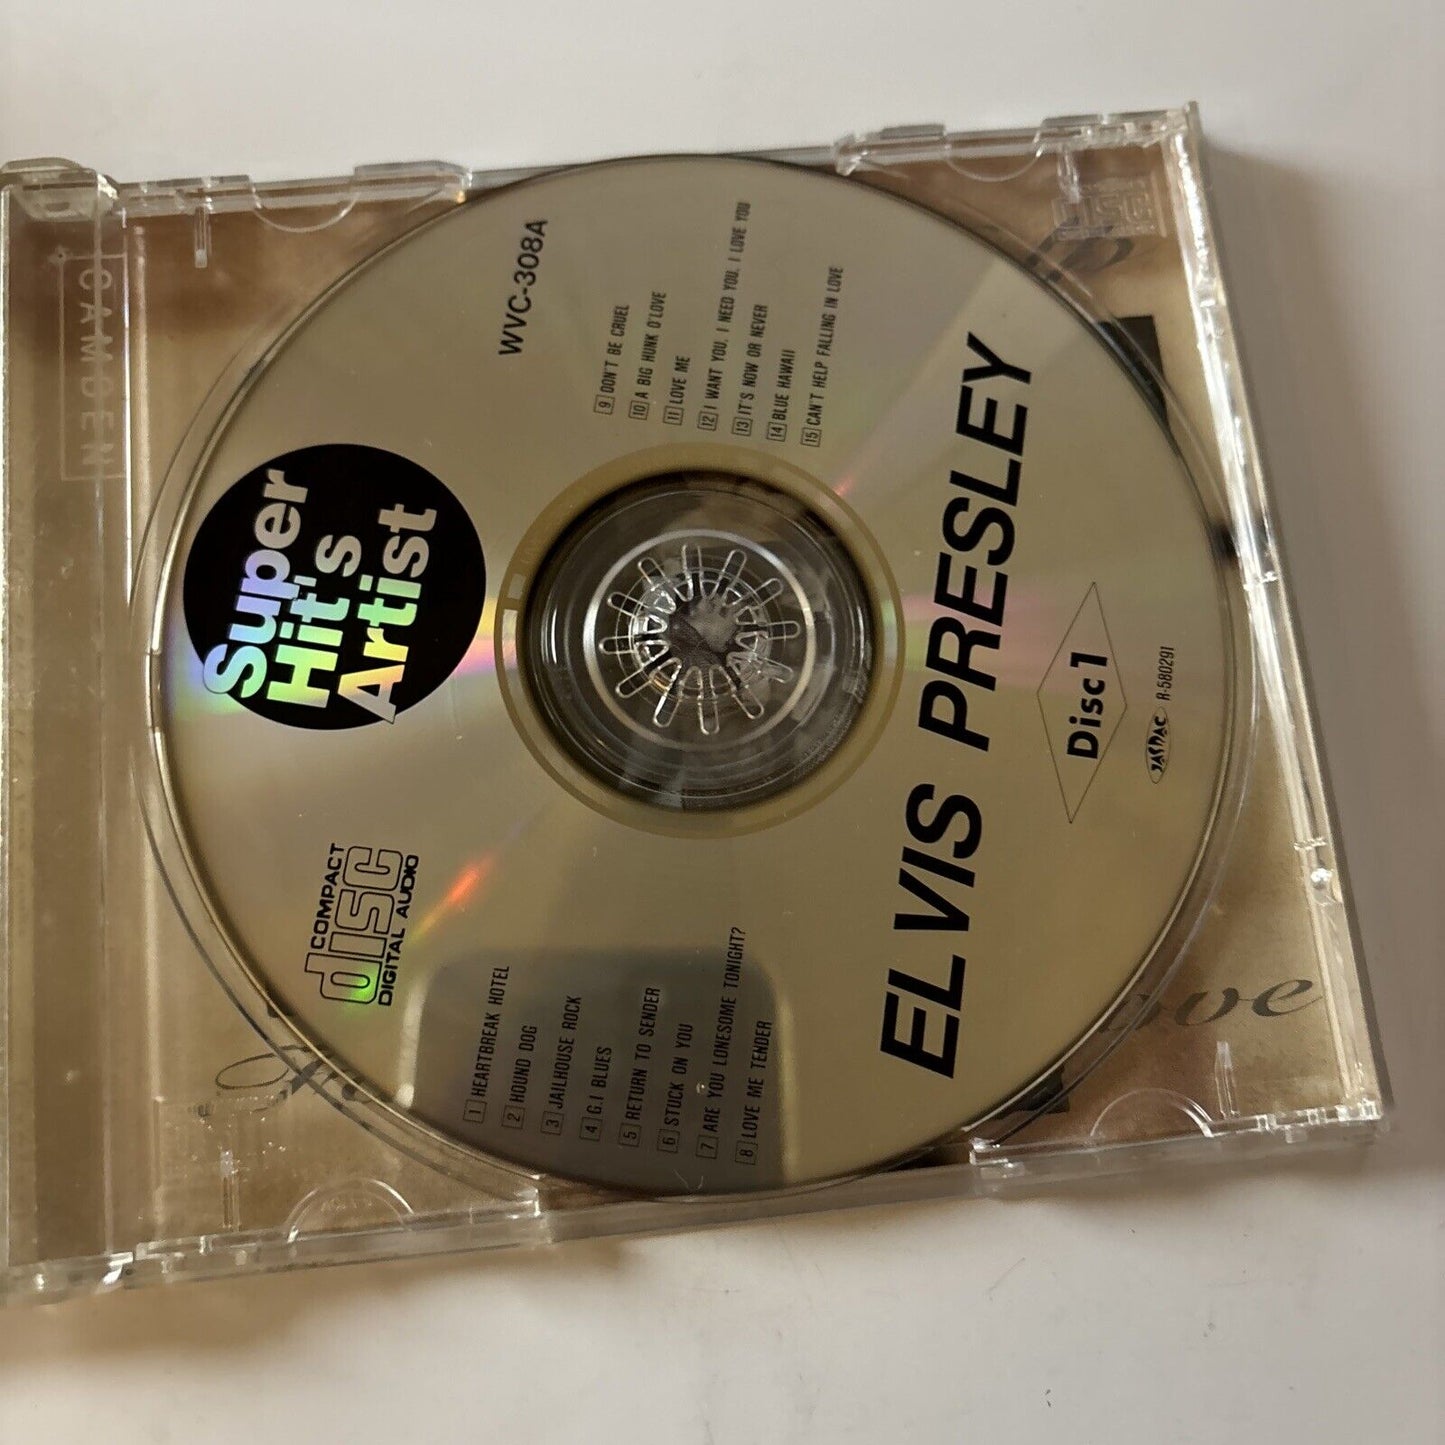 WVC-308A
Super
Hit's
Artist
COMPACT
disc
DIGITAL AUDIO
1 HEARTBREAK HOTEL
2 HOUND DOG
3 JAILHOUSE ROCK
4 G.I BLUES
5 RETURN TO SENDER
6 STUCK ON YOU
7 ARE YOU LONESOME TONIGHT?
8 LOVE ME TENDER
9 DON'T BE CRUEL
10 A BIG HUNK O'LOVE
11 LOVE ME
12 I WANT YOU, I NEED YOU, I LOVE YOU
13 IT'S NOW OR NEVER
14 BLUE HAWAII
15 CAN'T HELP FALLING IN LOVE
ELVIS PRESLEY
Disc 1
JASRAC R-580291
CAMDEN
disc